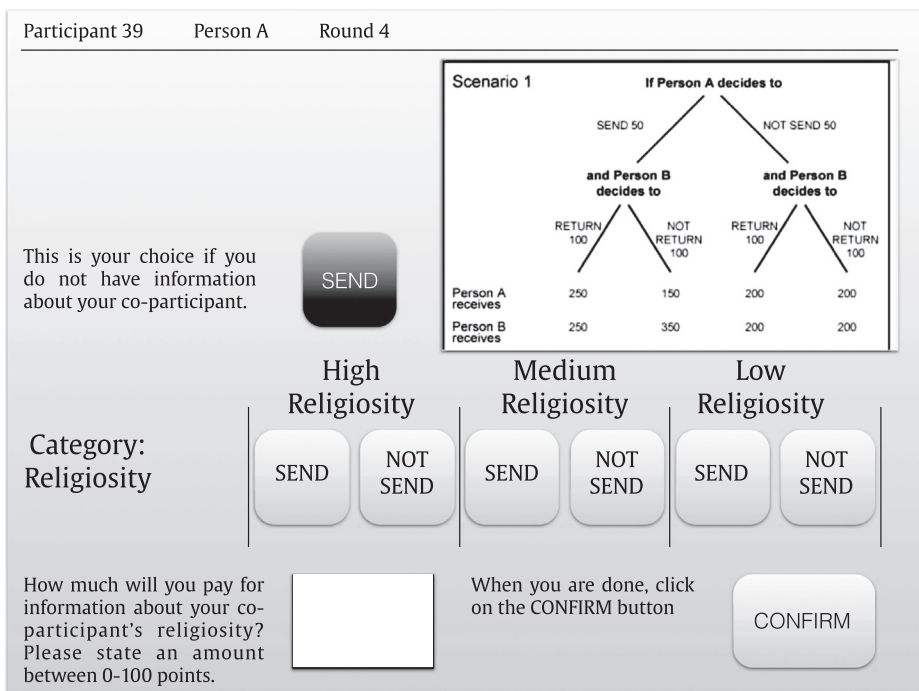 Participant 39 Person A Round 4
Scenario 1
If Person A decides to
SEND 50
NOT SEND 50
and Person B
decides to
and Person B
decides to
RETURN
100
NOT
RETURN
100
RETURN
100
NOT
RETURN
100
Person A
receives
250 150 200 200
Person B
receives
250 350 200 200
This is your choice if you
do not have information
about your co-participant.
SEND
High
Religiosity
Medium
Religiosity
Low
Religiosity
Category:
Religiosity
SEND
NOT
SEND
SEND
NOT
SEND
SEND
NOT
SEND
How much will you pay for
information about your co-
participant's religiosity?
Please state an amount
between 0-100 points.
When you are done, click
on the CONFIRM button
CONFIRM